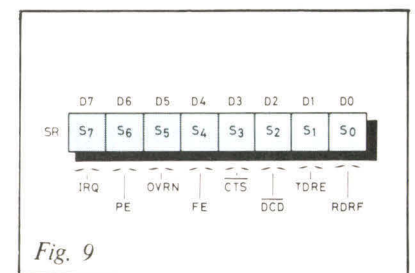 D7 D6 D5 D4 D3 D2 D1 D0
SR S7 S6 S5 S4 S3 S2 S1 S0
IRQ OVRN CTS TDRE
PE FE DCD RDRF
Fig. 9